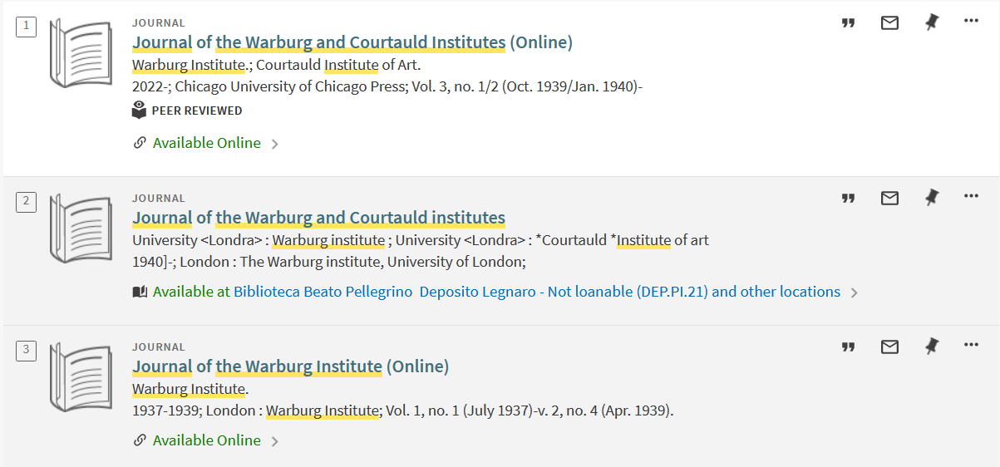 1
JOURNAL
Journal of the Warburg and Courtauld Institutes (Online)
Warburg Institute.; Courtauld Institute of Art.
2022-; Chicago University of Chicago Press; Vol. 3, no. 1/2 (Oct. 1939/Jan. 1940)-
PEER REVIEWED
Available Online
2
JOURNAL
Journal of the Warburg and Courtauld institutes
University <Londra> : Warburg institute ; University <Londra> : *Courtauld *Institute of art
1940]-; London : The Warburg institute, University of London;
Available at Biblioteca Beato Pellegrino Deposito Legnaro - Not loanable (DEP.PI.21) and other locations
3
JOURNAL
Journal of the Warburg Institute (Online)
Warburg Institute.
1937-1939; London : Warburg Institute; Vol. 1, no. 1 (July 1937)-v. 2, no. 4 (Apr. 1939).
Available Online